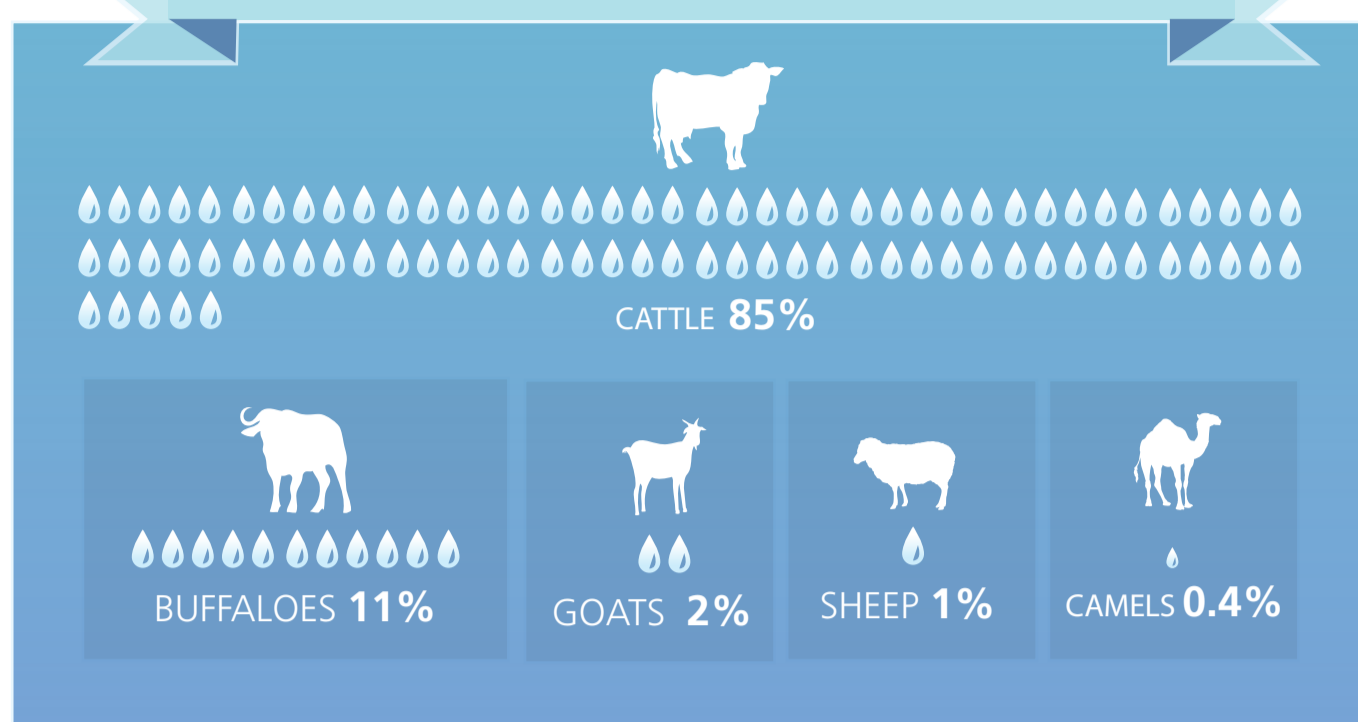 CATTLE 85%
BUFFALOES 11%
GOATS 2%
SHEEP 1%
CAMELS 0.4%